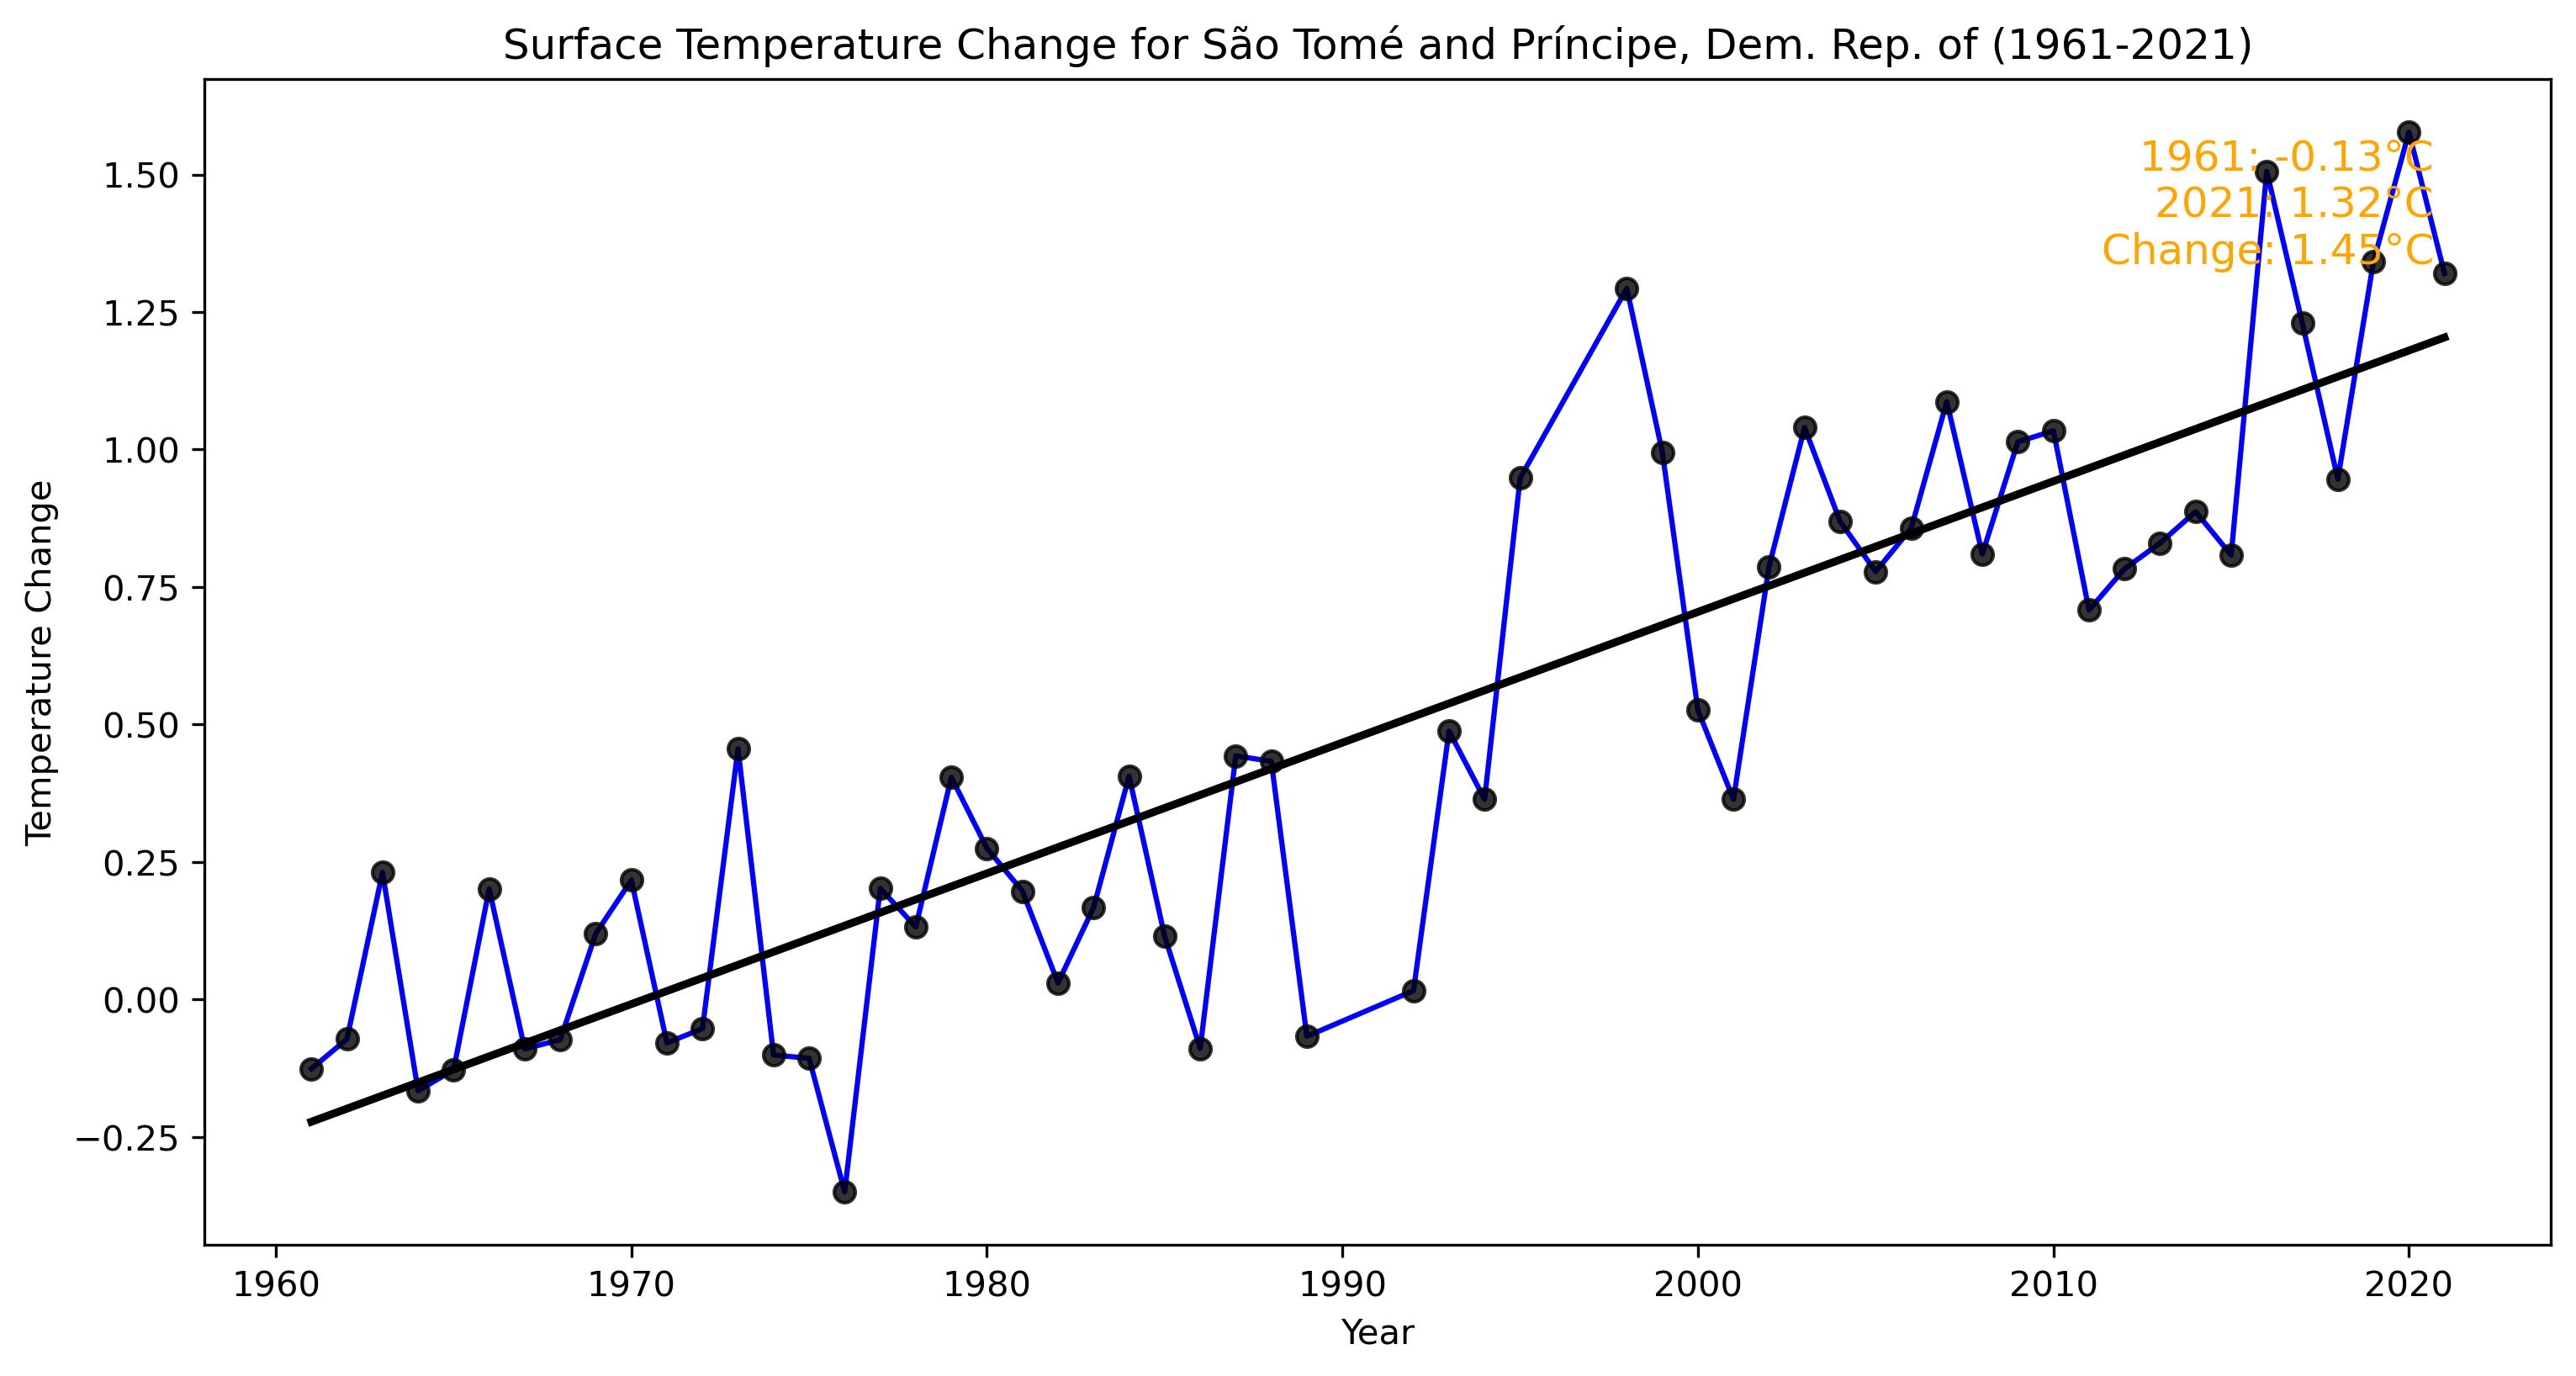 Surface Temperature Change for São Tomé and Príncipe, Dem. Rep. of (1961-2021)
1961: -0.13°C
2021: 1.32°C
Change: 1.45°C
Temperature Change
1.50
1.25
1.00
0.75
0.50
0.25
0.00
−0.25
1960 1970 1980 1990 2000 2010 2020
Year